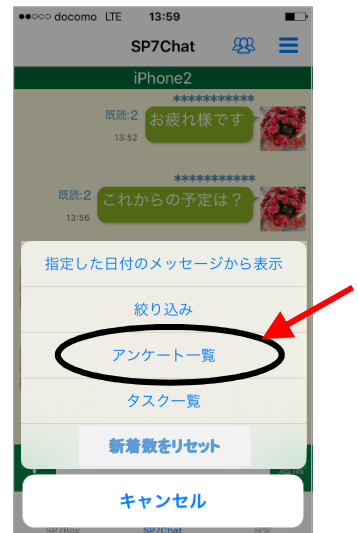 docomo LTE 13:59
SP7Chat
iPhone2
***********
既読:2 お疲れ様です
13:52
***********
既読:2 これからの予定は？
13:56
指定した日付のメッセージから表示
絞り込み
アンケート一覧
タスク一覧
新着数をリセット
キャンセル
SP7Box SP7Chat 設定